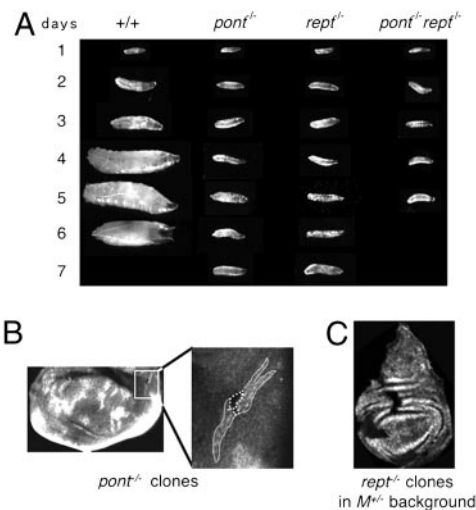 A days +/+ pont-/- rept-/- pont-/- rept-/-
1
2
3
4
5
6
7
B
C
pont-/- clones
rept-/- clones
in M+/- background